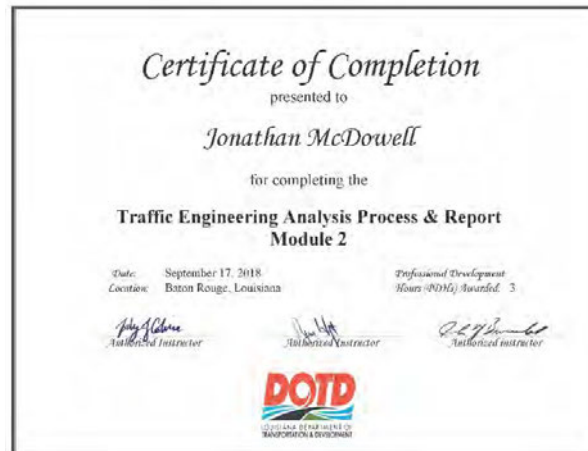 Certificate of Completion
presented to
Jonathan McDowell
for completing the
Traffic Engineering Analysis Process & Report
Module 2
Date: September 17, 2018
Location: Baton Rouge, Louisiana
Professional Development
Hours (PDHs) Awarded: 3
Authorized Instructor
Authorized Instructor
Authorized instructor
DOTD
LOUISIANA DEPARTMENT OF
TRANSPORTATION & DEVELOPMENT